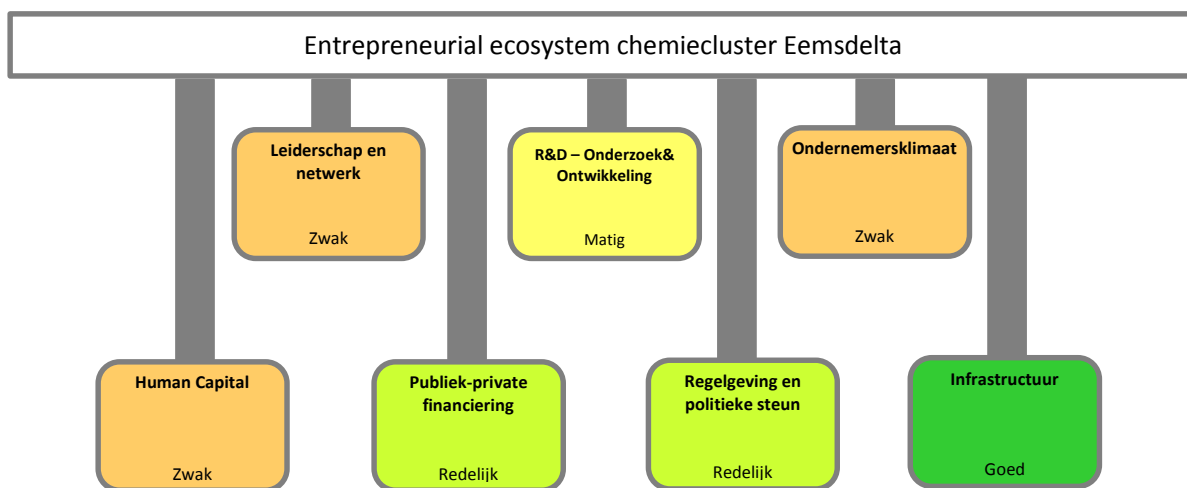 Entrepreneurial ecosystem chemiecluster Eemsdelta
Leiderschap en
netwerk
Zwak
R&D – Onderzoek&
Ontwikkeling
Matig
Ondernemersklimaat
Zwak
Human Capital
Zwak
Publiek-private
financiering
Redelijk
Regelgeving en
politieke steun
Redelijk
Infrastructuur
Goed